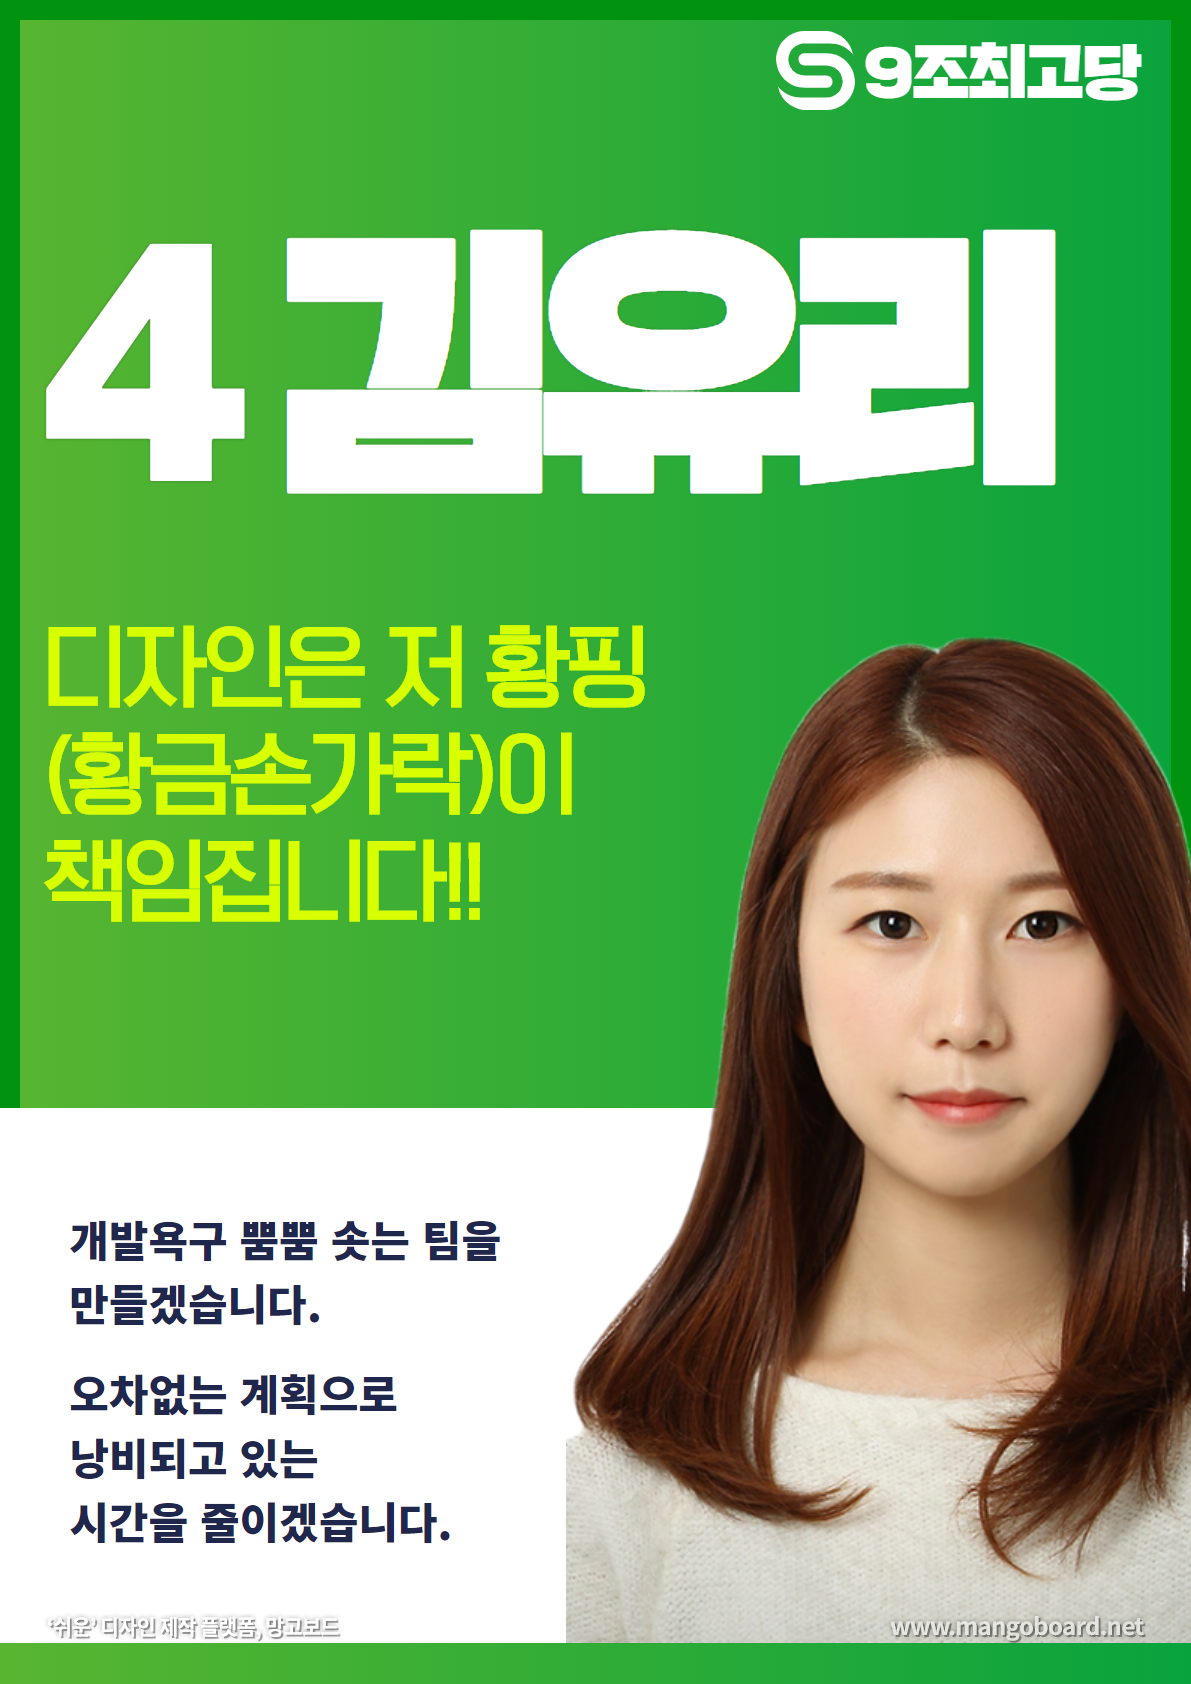 9조최고당
4 김유리
디자인은 저 황핑
(황금손가락)이
책임집니다!!
개발욕구 뿜뿜 솟는 팀을
만들겠습니다.
오차없는 계획으로
낭비되고 있는
시간을 줄이겠습니다.
‘쉬운’ 디자인 제작 플랫폼, 망고보드
www.mangoboard.net